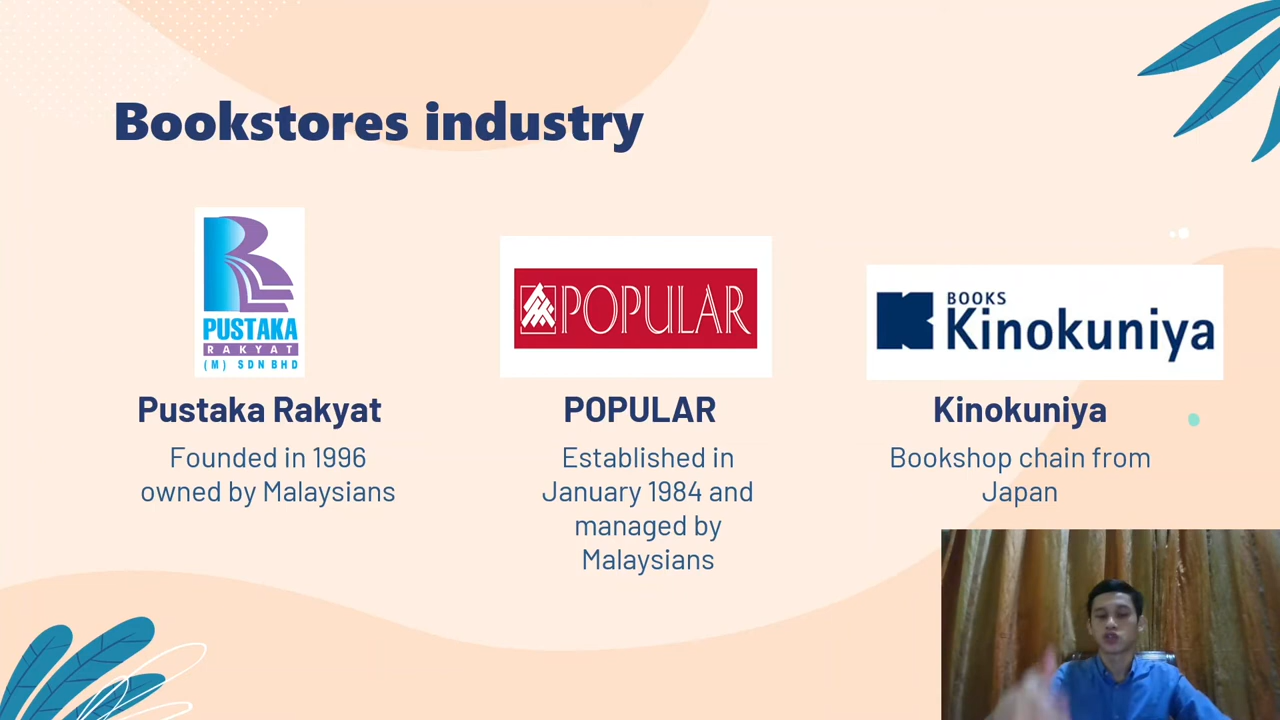 Bookstores industry
PUSTAKA
RAKYAT
(M) SDN BHD
POPULAR
BOOKS
Kinokuniya
Pustaka Rakyat
Founded in 1996
owned by Malaysians
POPULAR
Established in
January 1984 and
managed by
Malaysians
Kinokuniya
Bookshop chain from
Japan